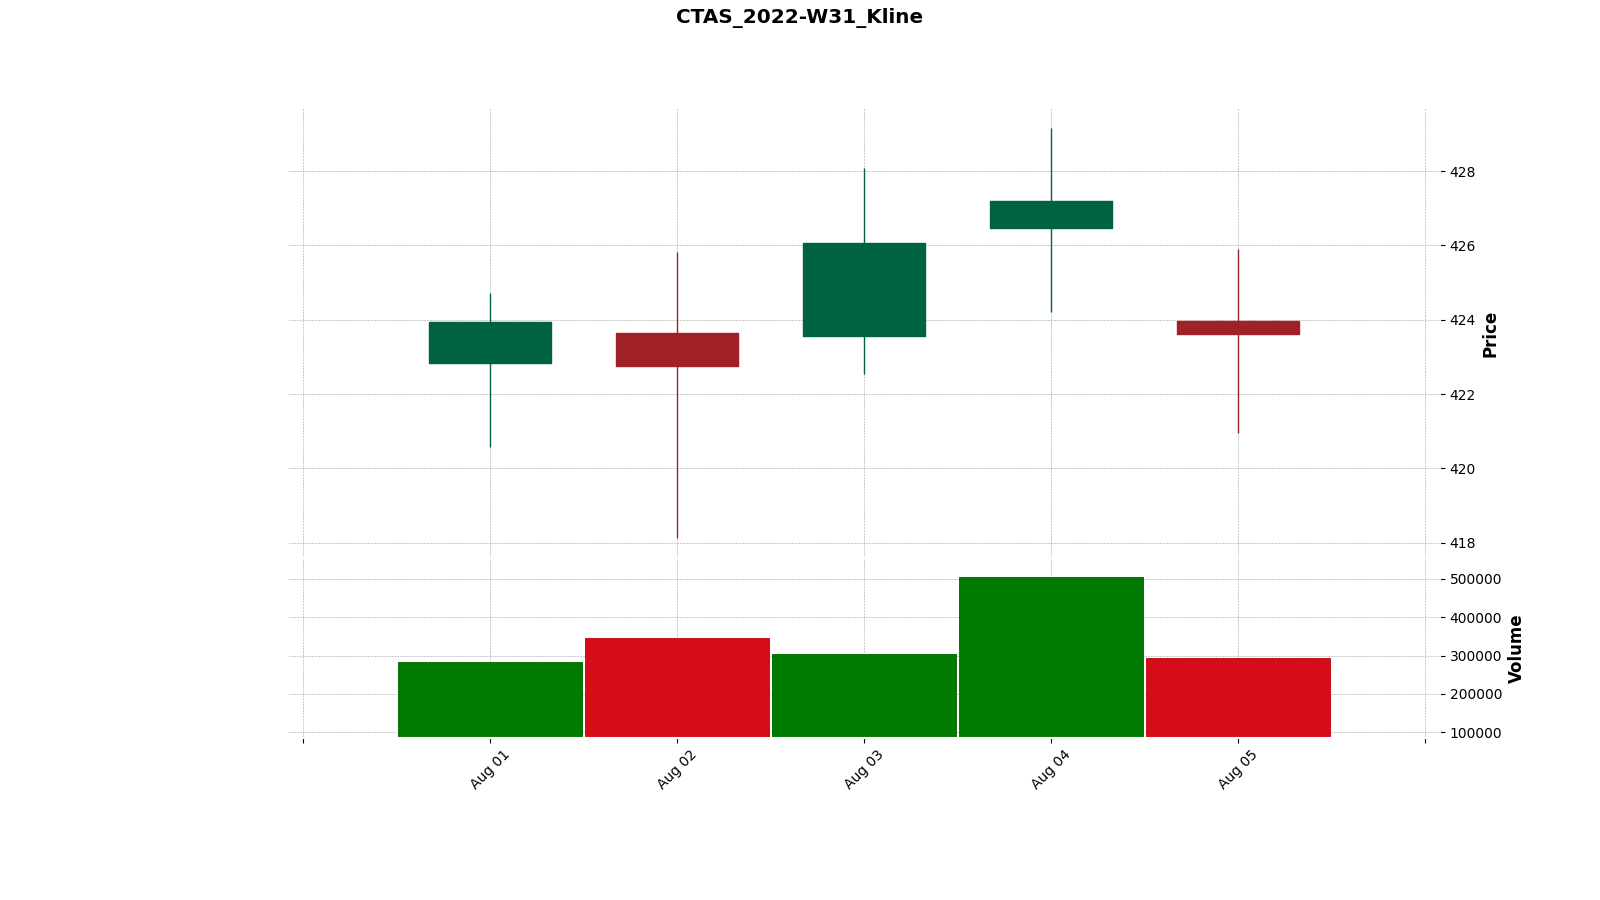 CTAS_2022-W31_Kline
428
426
424
422
420
418
Price
500000
400000
300000
200000
100000
Volume
Aug 01
Aug 02
Aug 03
Aug 04
Aug 05